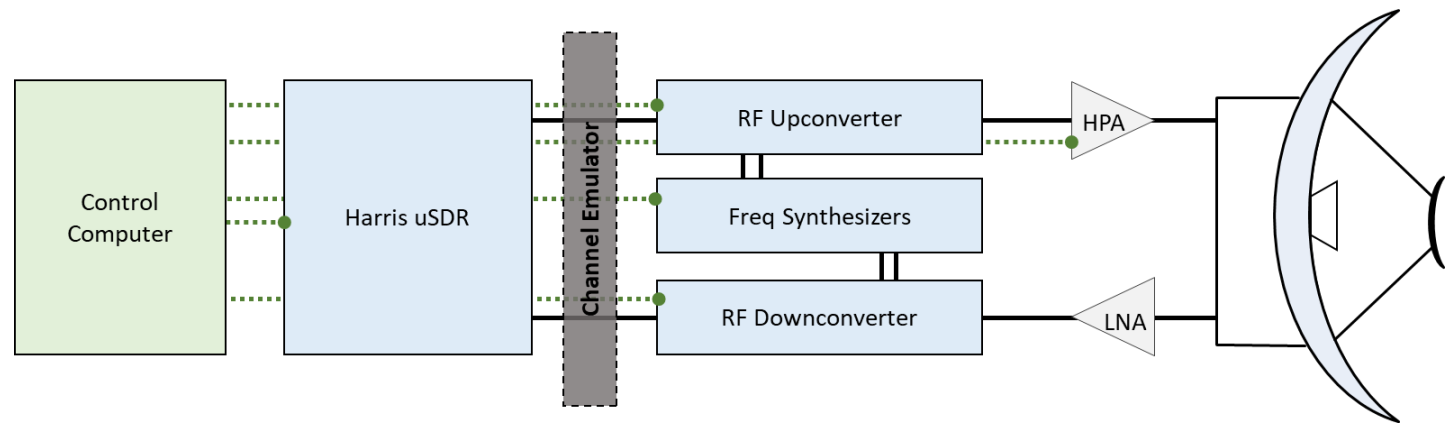 Control
Computer
Harris uSDR
Channel Emulator
RF Upconverter
Freq Synthesizers
RF Downconverter
HPA
LNA